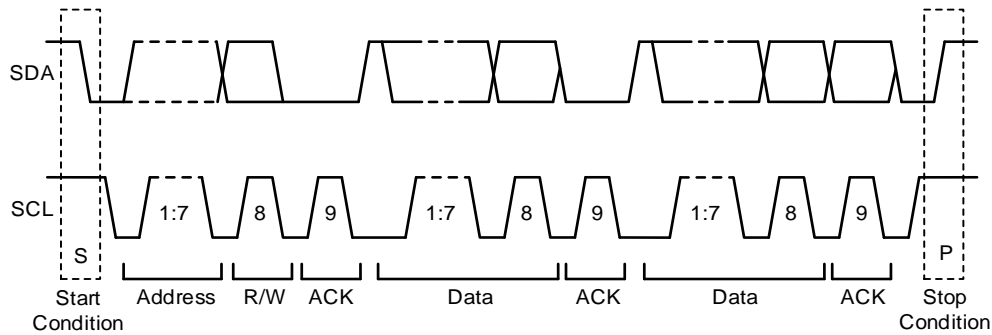 SDA
SCL
1:7 8 9 1:7 8 9 1:7 8 9
S P
Address R/W ACK Data ACK Data ACK
Start
Condition
Stop
Condition